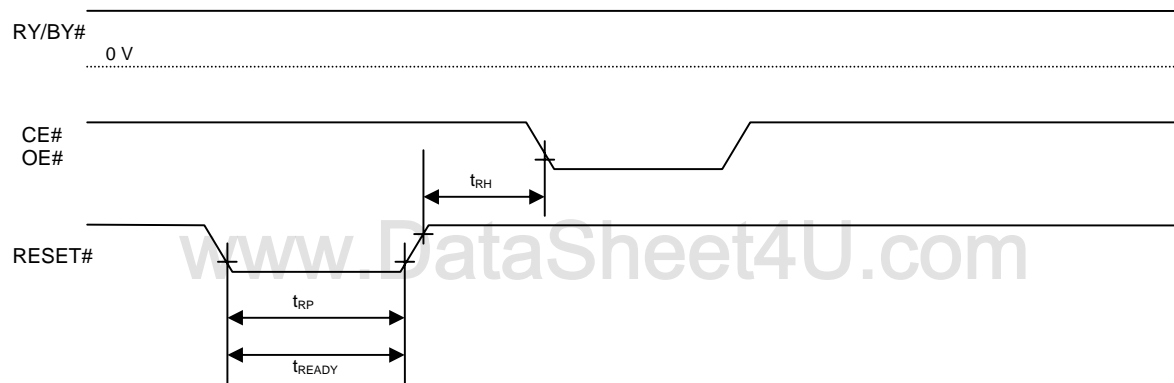 RY/BY#
0 V
CE#
OE#
tRH
RESET#
www.DataSheet4U.com
tRP
tREADY